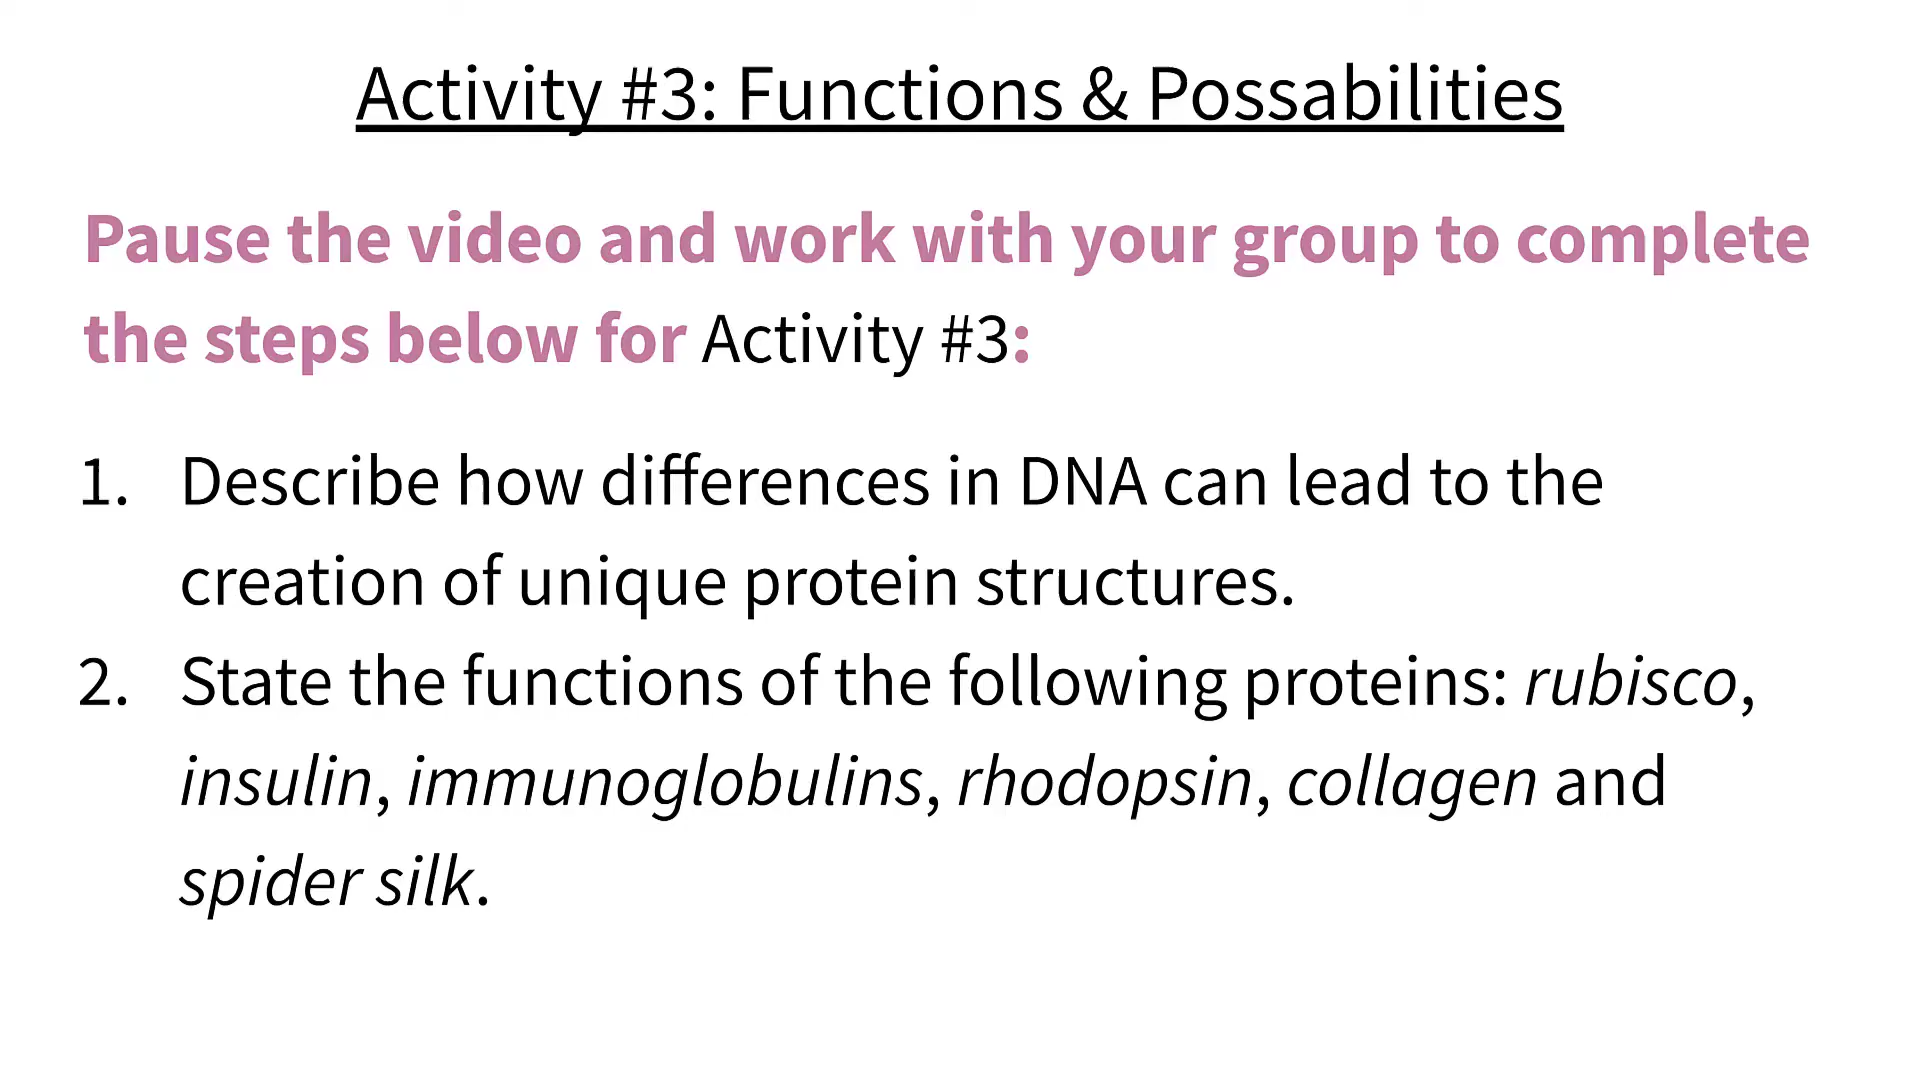 Activity #3: Functions & Possabilities
Pause the video and work with your group to complete
the steps below for Activity #3:
1. Describe how differences in DNA can lead to the
creation of unique protein structures.
2. State the functions of the following proteins: rubisco,
insulin, immunoglobulins, rhodopsin, collagen and
spider silk.